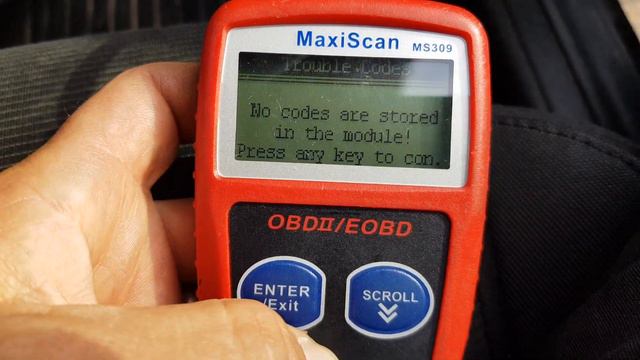 MaxiScan MS309
Trouble Codes
No codes are stored
in the module!
Press any key to con.
OBDII/EOBD
ENTER
/Exit
SCROLL